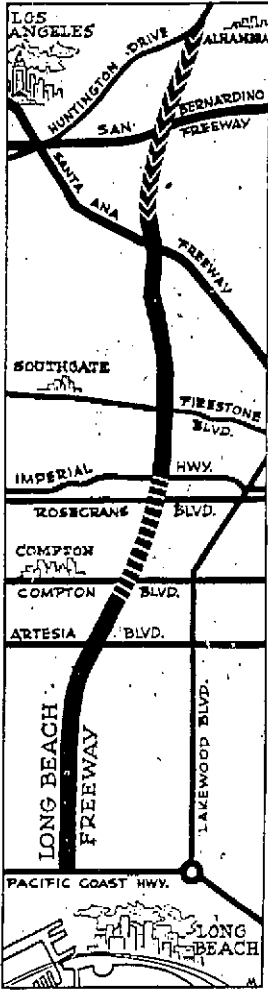 LOS
ANGELES
HUNTINGTON DRIVE
ALHAMBRA
SAN BERNARDINO
FREEWAY
SANTA ANA FREEWAY
SOUTHGATE
FIRESTONE
BLVD.
IMPERIAL HWY.
ROSECRANS BLVD.
COMPTON
COMPTON BLVD.
ARTESIA BLVD.
LONG BEACH
FREEWAY
LAKEWOOD BLVD.
PACIFIC COAST HWY.
LONG
BEACH
M